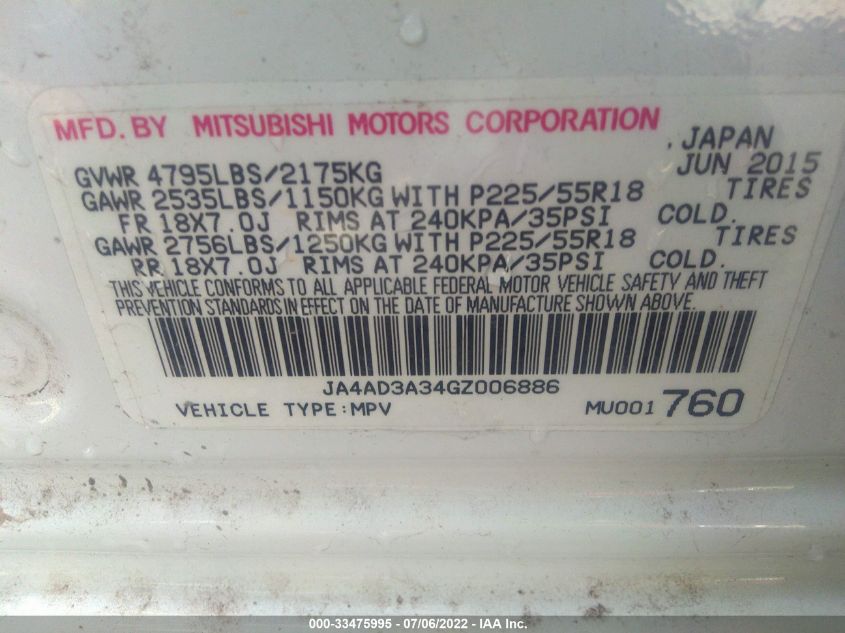 MFD. BY MITSUBISHI MOTORS CORPORATION
. JAPAN
GVWR 4795LBS/2175KG JUN 2015
GAWR 2535LBS/1150KG WITH P225/55R18 TIRES
FR 18X7.0J RIMS AT 240KPA/35PSI COLD.
GAWR 2756LBS/1250KG WITH P225/55R18 TIRES
RR 18X7.0J RIMS AT 240KPA/35PSI COLD.
THIS VEHICLE CONFORMS TO ALL APPLICABLE FEDERAL MOTOR VEHICLE SAFETY AND THEFT
PREVENTION STANDARDS IN EFFECT ON THE DATE OF MANUFACTURE SHOWN ABOVE.
JA4AD3A34GZ006886
VEHICLE TYPE:MPV MU001 760
000-33475995 - 07/06/2022 - IAA Inc.